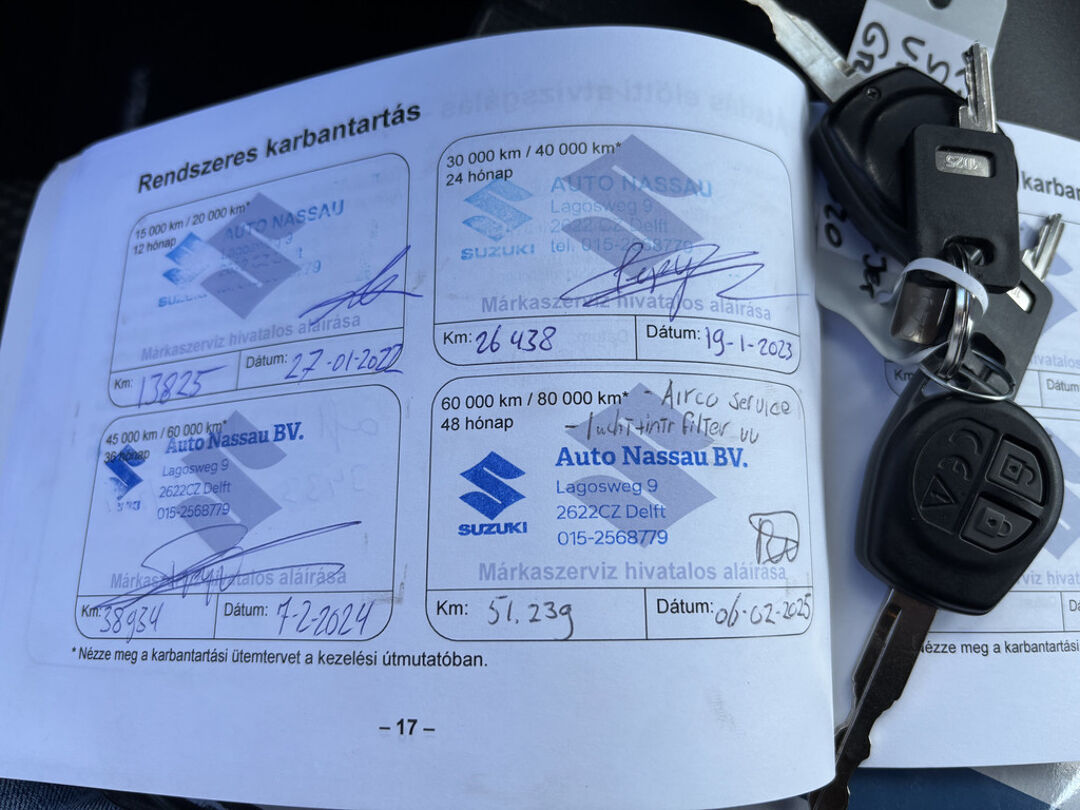 Rendszeres karbantartás
15 000 km / 20 000 km*
12 hónap
AUTO NASSAU
SUZUKI
Márkaszerviz hivatalos aláírása
Km: 13825
Dátum: 27-01-2022
30 000 km / 40 000 km*
24 hónap
AUTO NASSAU
Lagosweg 9
2622 CZ Delft
tel. 015-2568779
SUZUKI
Márkaszerviz hivatalos aláírása
Km: 26 438
Dátum: 19-1-2023
45 000 km / 60 000 km*
36 hónap
Auto Nassau BV.
Lagosweg 9
2622CZ Delft
015-2568779
Márkaszerviz hivatalos aláírása
Km: 38934
Dátum: 7-2-2024
60 000 km / 80 000 km* - Airco service
48 hónap
Auto Nassau BV.
Lagosweg 9
2622CZ Delft
015-2568779
SUZUKI
Márkaszerviz hivatalos aláírása
Km: 51.239
Dátum: 06-02-2025
* Nézze meg a karbantartási ütemtervet a kezelési útmutatóban.
– 17 –
karban
Dátum
Nézze meg a karbantartási